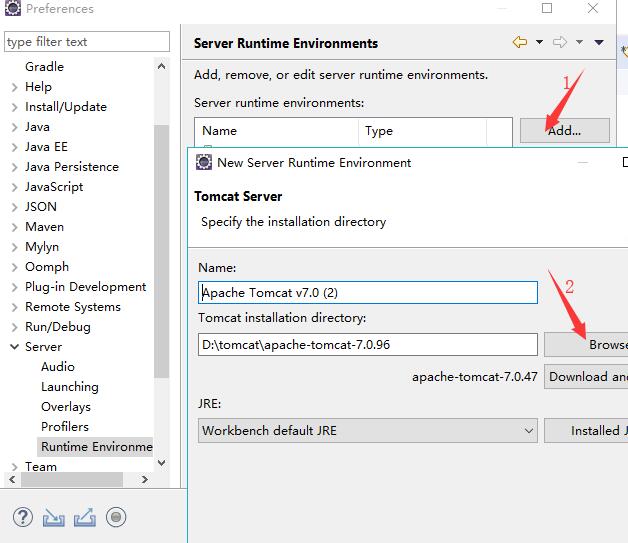 Preferences
type filter text
Gradle
Help
Install/Update
Java
Java EE
Java Persistence
JavaScript
JSON
Maven
Mylyn
Oomph
Plug-in Development
Remote Systems
Run/Debug
Server
Audio
Launching
Overlays
Profilers
Runtime Environme
Team
Server Runtime Environments
Add, remove, or edit server runtime environments.
Server runtime environments:
Name Type
Add...
1
New Server Runtime Environment
Tomcat Server
Specify the installation directory
Name:
Apache Tomcat v7.0 (2)
2
Tomcat installation directory:
D:\tomcat\apache-tomcat-7.0.96
Browse
apache-tomcat-7.0.47 Download and
JRE:
Workbench default JRE
Installed J